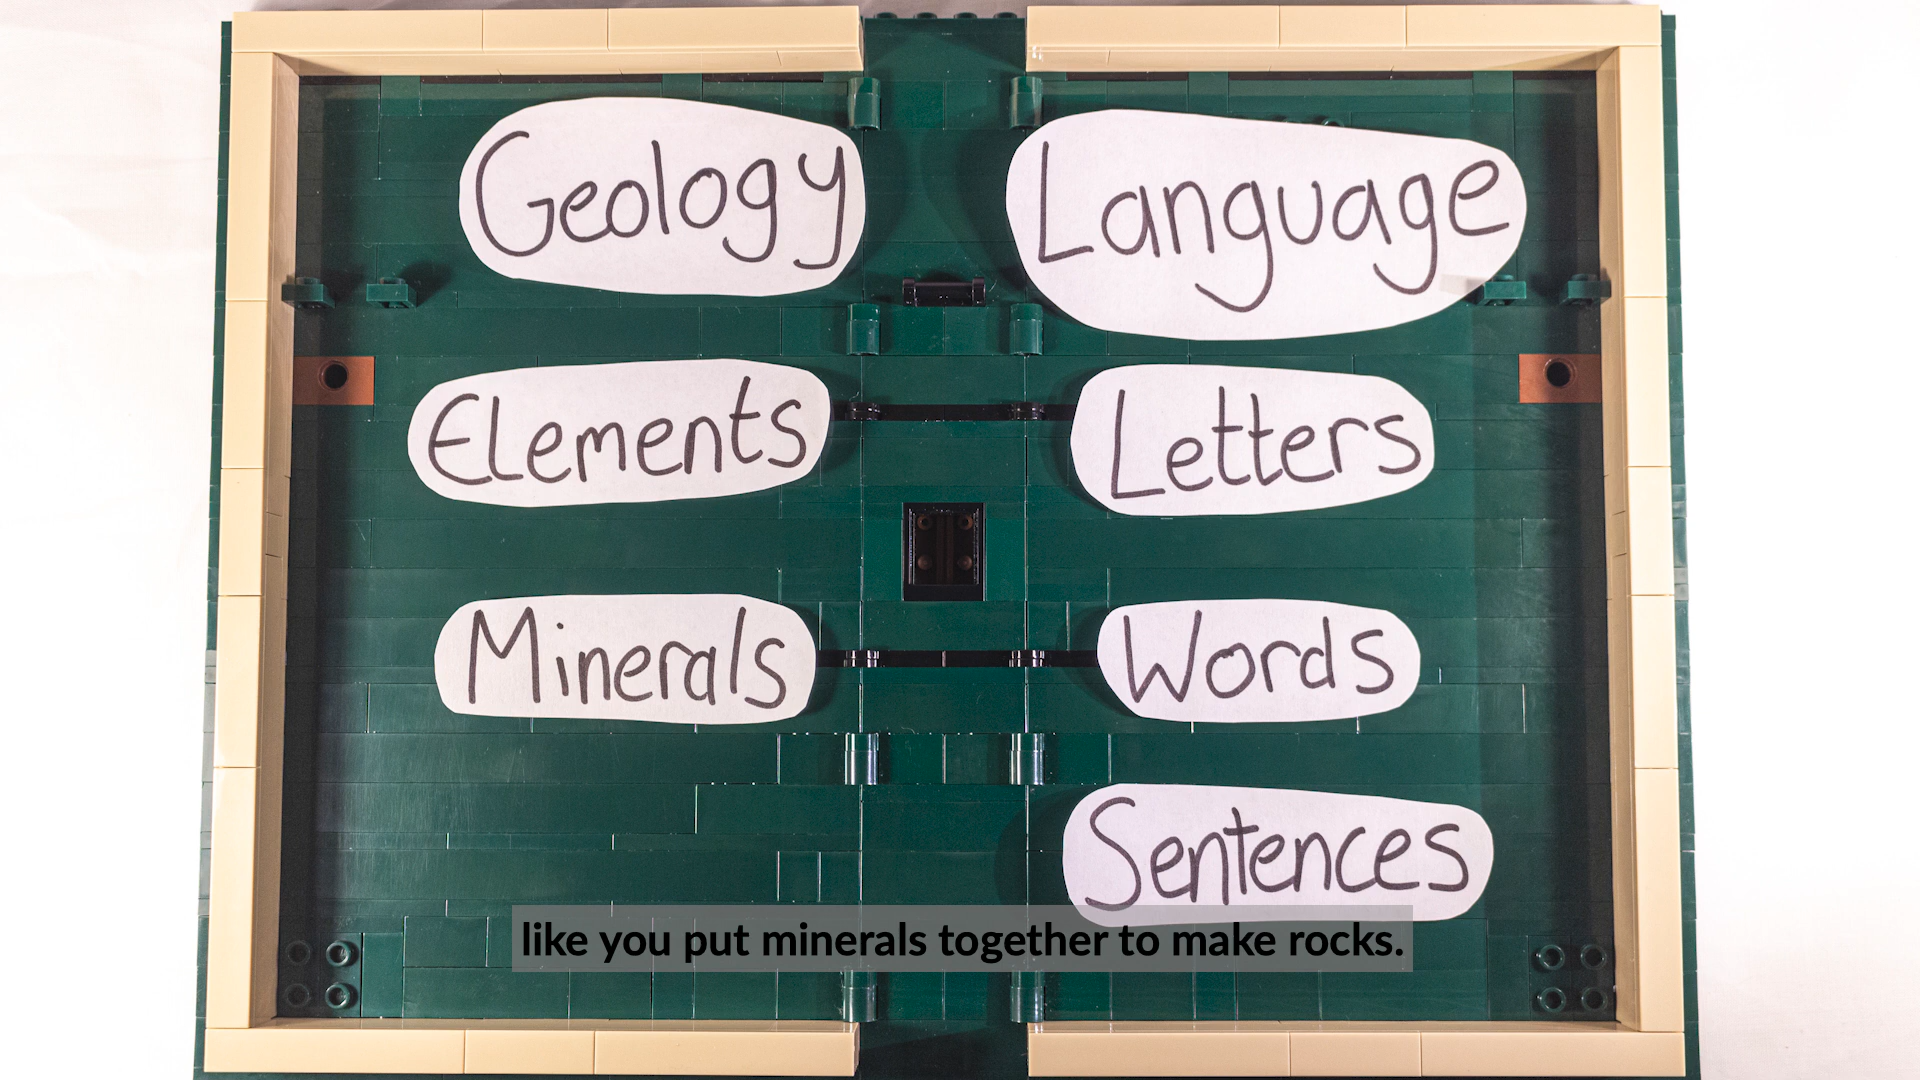 Geology
Language
Elements
Letters
Minerals
Words
Sentences
like you put minerals together to make rocks.